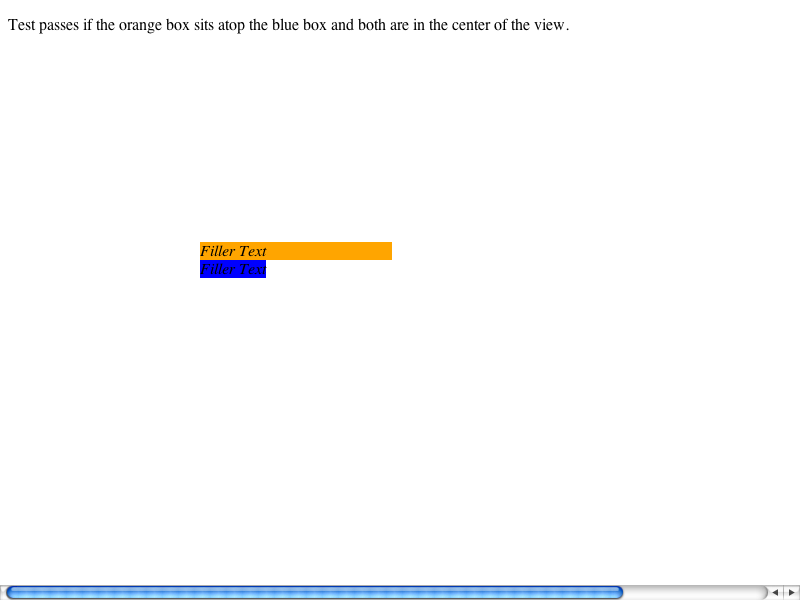 Test passes if the orange box sits atop the blue box and both are in the center of the view.
Filler Text
Filler Text